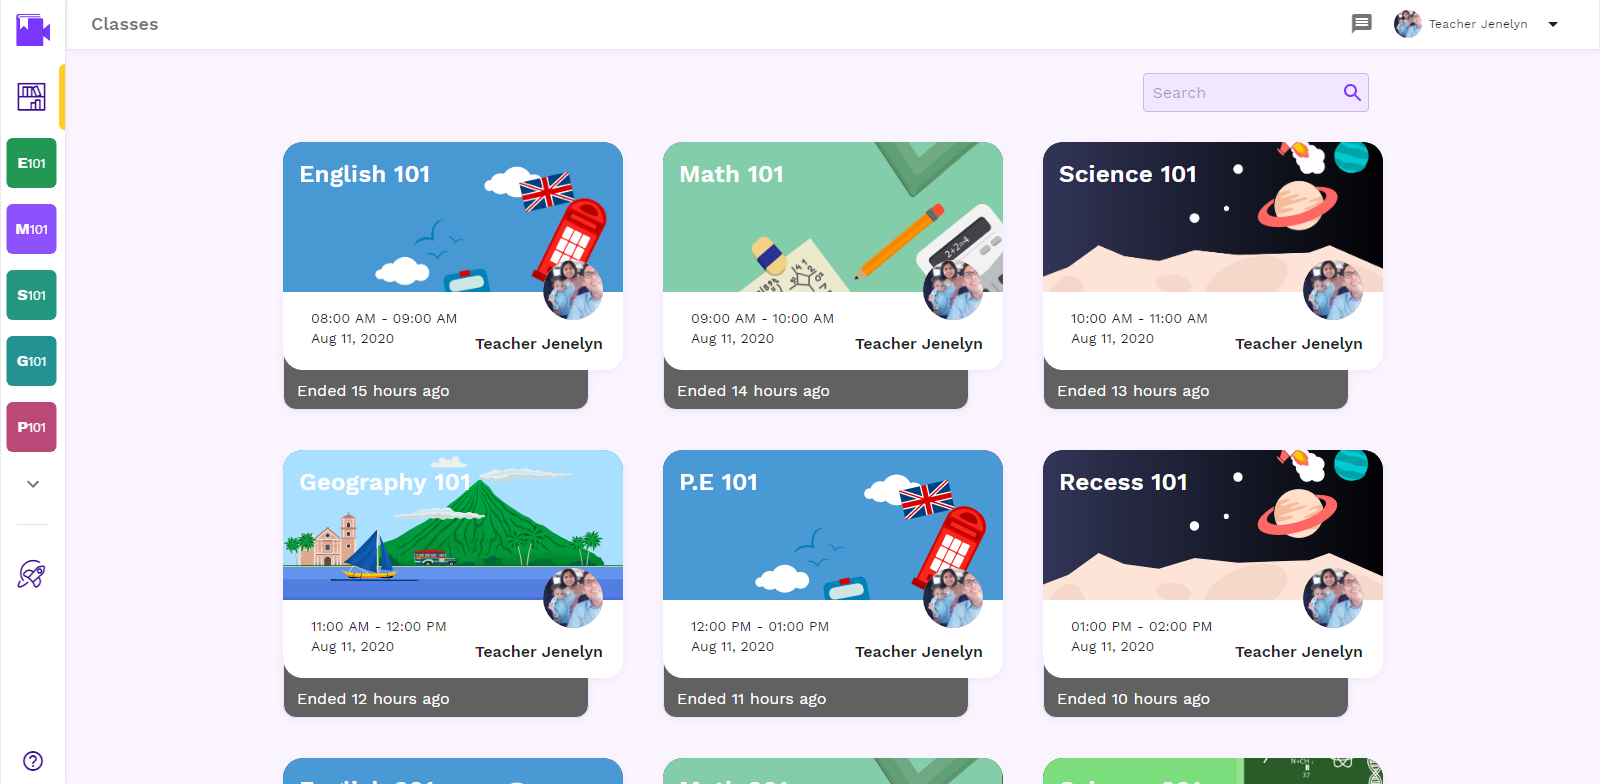 Classes
Teacher Jenelyn
Search
E101
M101
S101
G101
P101
English 101
08:00 AM - 09:00 AM
Aug 11, 2020
Teacher Jenelyn
Ended 15 hours ago
Math 101
2+2=4
09:00 AM - 10:00 AM
Aug 11, 2020
Teacher Jenelyn
Ended 14 hours ago
Science 101
10:00 AM - 11:00 AM
Aug 11, 2020
Teacher Jenelyn
Ended 13 hours ago
Geography 101
11:00 AM - 12:00 PM
Aug 11, 2020
Teacher Jenelyn
Ended 12 hours ago
P.E 101
12:00 PM - 01:00 PM
Aug 11, 2020
Teacher Jenelyn
Ended 11 hours ago
Recess 101
01:00 PM - 02:00 PM
Aug 11, 2020
Teacher Jenelyn
Ended 10 hours ago
N+CH
37